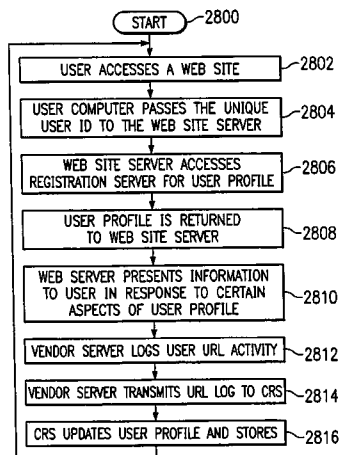 START
2800
USER ACCESSES A WEB SITE
2802
USER COMPUTER PASSES THE UNIQUE
USER ID TO THE WEB SITE SERVER
2804
WEB SITE SERVER ACCESSES
REGISTRATION SERVER FOR USER PROFILE
2806
USER PROFILE IS RETURNED
TO WEB SITE SERVER
2808
WEB SERVER PRESENTS INFORMATION
TO USER IN RESPONSE TO CERTAIN
ASPECTS OF USER PROFILE
2810
VENDOR SERVER LOGS USER URL ACTIVITY
2812
VENDOR SERVER TRANSMITS URL LOG TO CRS
2814
CRS UPDATES USER PROFILE AND STORES
2816